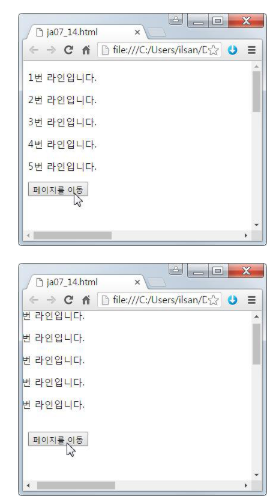 ja07_14.html
file:///C:/Users/ilsan/D
1번 라인입니다.
2번 라인입니다.
3번 라인입니다.
4번 라인입니다.
5번 라인입니다.
페이지를 이동
ja07_14.html
file:///C:/Users/ilsan/D
번 라인입니다.
번 라인입니다.
번 라인입니다.
번 라인입니다.
번 라인입니다.
페이지를 이동